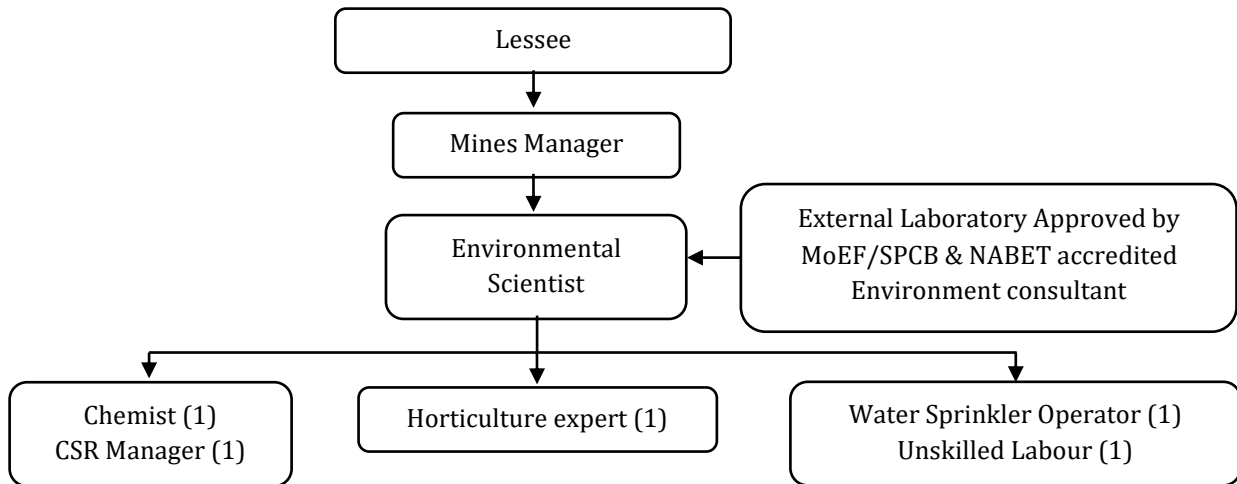 Lessee
Mines Manager
Environmental
Scientist
External Laboratory Approved by
MoEF/SPCB & NABET accredited
Environment consultant
Chemist (1)
CSR Manager (1)
Horticulture expert (1)
Water Sprinkler Operator (1)
Unskilled Labour (1)